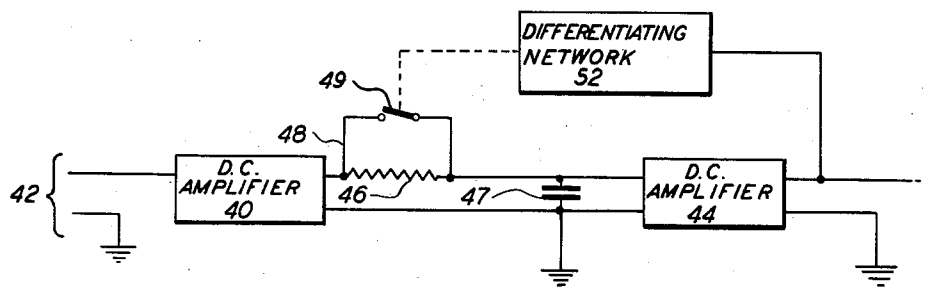 DIFFERENTIATING
NETWORK
52
49
48
42
D.C.
AMPLIFIER
40
46
47
D.C.
AMPLIFIER
44